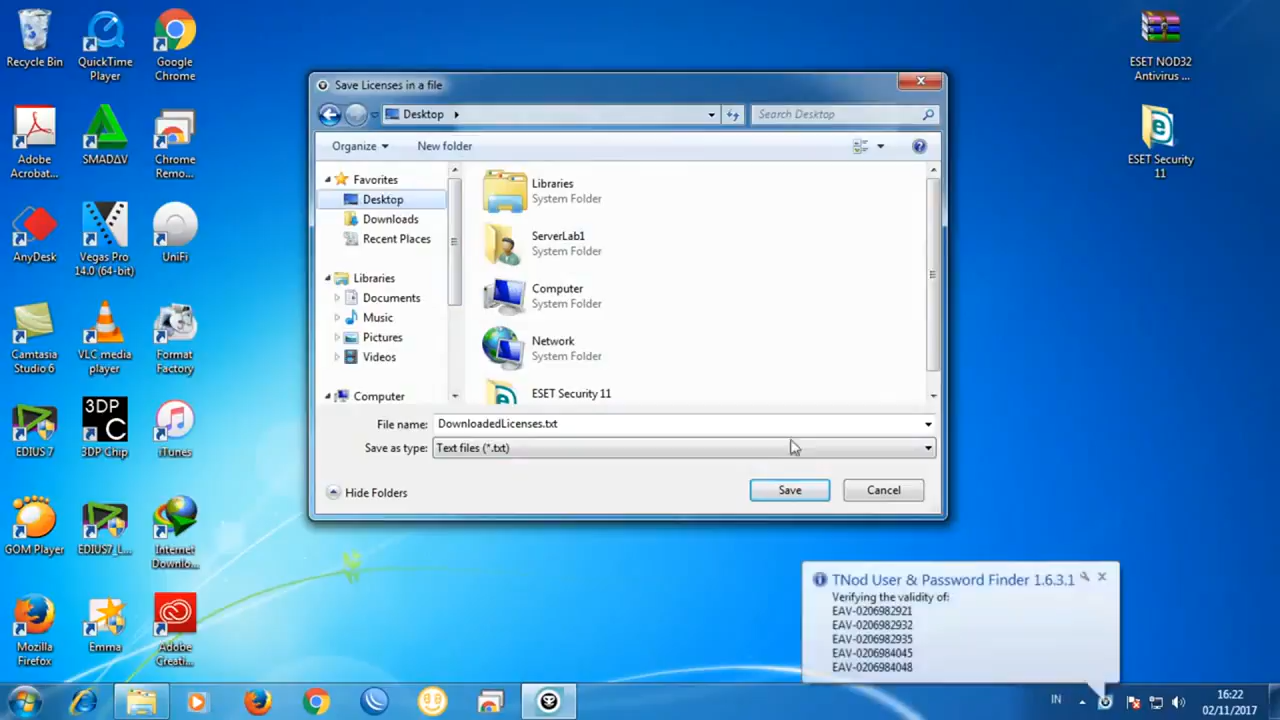 Recycle Bin
QuickTime
Player
Google
Chrome
Adobe
Acrobat...
SMADΔV
Chrome
Remo...
AnyDesk
Vegas Pro
14.0 (64-bit)
UniFi
Camtasia
Studio 6
VLC media
player
Format
Factory
EDIUS 7
3DP
C
3DP Chip
iTunes
GOM Player
EDIUS7_L...
Internet
Downlo...
Mozilla
Firefox
Emma
Adobe
Creati...
ESET NOD32
Antivirus ...
ESET Security
11
Save Licenses in a file
Desktop
Search Desktop
Organize
New folder
Favorites
Desktop
Downloads
Recent Places
Libraries
Documents
Music
Pictures
Videos
Computer
Libraries
System Folder
ServerLab1
System Folder
Computer
System Folder
Network
System Folder
ESET Security 11
File name: DownloadedLicenses.txt
Save as type: Text files (*.txt)
Hide Folders
Save
Cancel
TNod User & Password Finder 1.6.3.1
Verifying the validity of:
EAV-0206982921
EAV-0206982932
EAV-0206982935
EAV-0206984045
EAV-0206984048
IN
16:22
02/11/2017